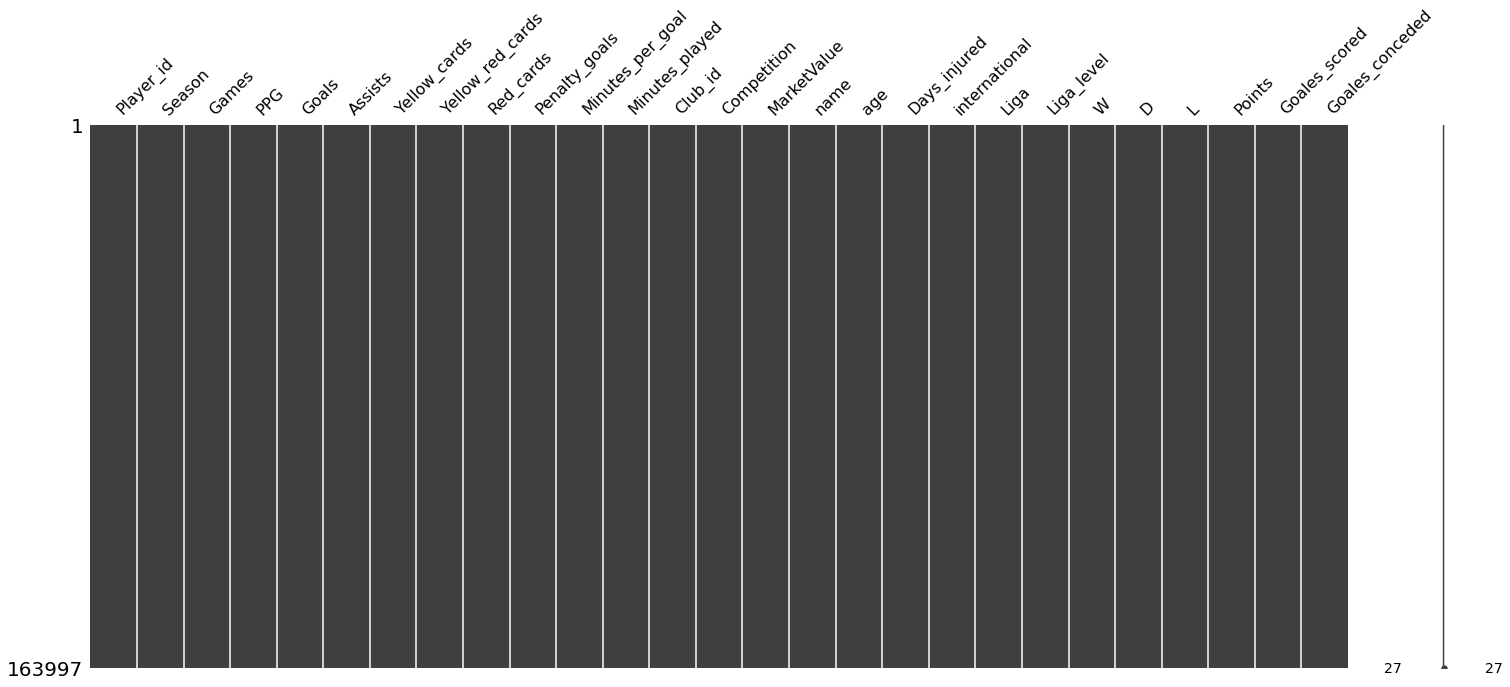 Player_id
Season
Games
PPG
Goals
Assists
Yellow_cards
Yellow_red_cards
Red_cards
Penalty_goals
Minutes_per_goal
Minutes_played
Club_id
Competition
MarketValue
name
age
Days_injured
international
Liga
Liga_level
W
D
L
Points
Goales_scored
Goales_conceded
1
163997
27
27